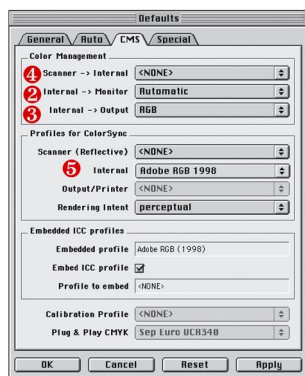 Defaults
General Auto CMS Special
Color Management
4 Scanner -> Internal <NONE>
2 Internal -> Monitor Automatic
3 Internal -> Output RGB
Profiles for ColorSync
Scanner (Reflective) <NONE>
5 Internal Adobe RGB 1998
Output/Printer <NONE>
Rendering Intent perceptual
Embedded ICC profiles
Embedded profile Adobe RGB (1998)
Embed ICC profile
Profile to embed <NONE>
Calibration Profile <NONE>
Plug & Play CMYK Sep Euro UCR340
OK Cancel Reset Apply